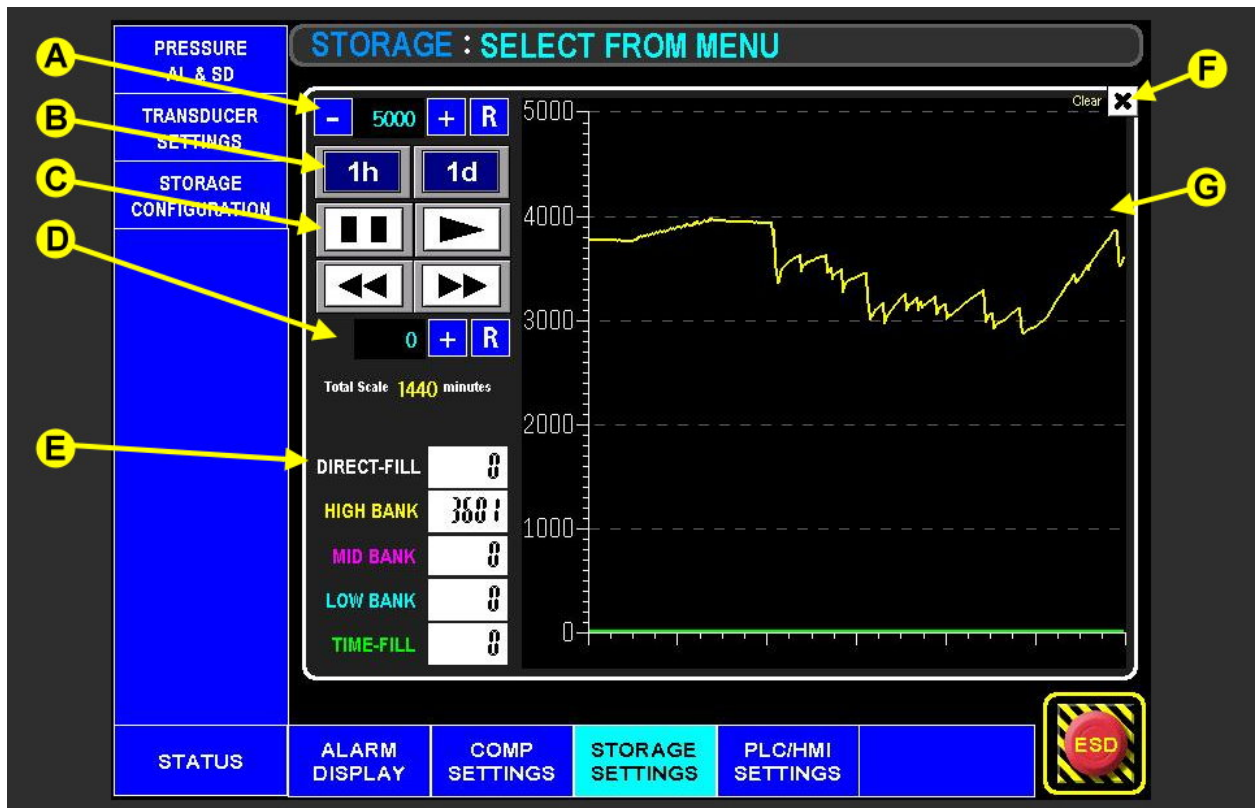 STORAGE : SELECT FROM MENU
PRESSURE
AL & SD
TRANSDUCER
SETTINGS
STORAGE
CONFIGURATION
A
B
C
D
E
F
G
- 5000 + R
1h 1d
0 + R
Total Scale 1440 minutes
DIRECT-FILL 0
HIGH BANK 3681
MID BANK 0
LOW BANK 0
TIME-FILL 0
Clear
5000
4000
3000
2000
1000
0
STATUS
ALARM
DISPLAY
COMP
SETTINGS
STORAGE
SETTINGS
PLC/HMI
SETTINGS
ESD